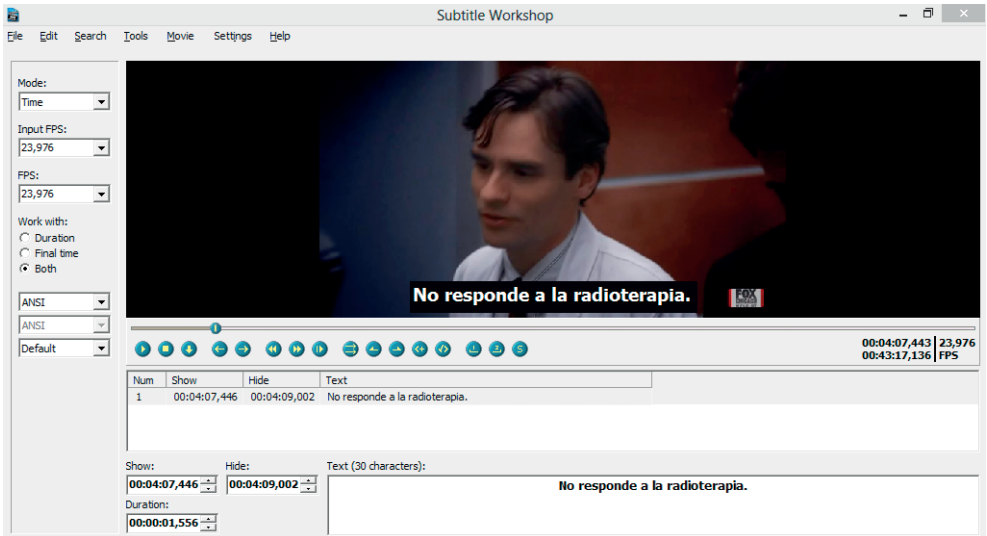 Subtitle Workshop
File Edit Search Tools Movie Settings Help
Mode:
Time
Input FPS:
23,976
FPS:
23,976
Work with:
Duration
Final time
Both
ANSI
ANSI
Default
No responde a la radioterapia.
FOX
00:04:07,443 23,976
00:43:17,136 FPS
Num Show Hide Text
1 00:04:07,446 00:04:09,002 No responde a la radioterapia.
Show: Hide: Text (30 characters):
00:04:07,446 00:04:09,002 No responde a la radioterapia.
Duration:
00:00:01,556